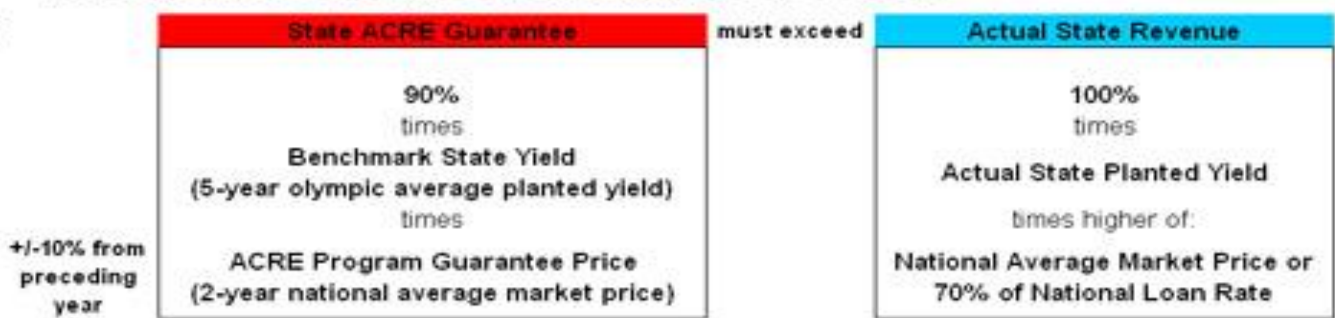 State ACRE Guarantee
must exceed
Actual State Revenue
90%
times
Benchmark State Yield
(5-year olympic average planted yield)
times
ACRE Program Guarantee Price
(2-year national average market price)
+/-10% from
preceding
year
100%
times
Actual State Planted Yield
times higher of:
National Average Market Price or
70% of National Loan Rate